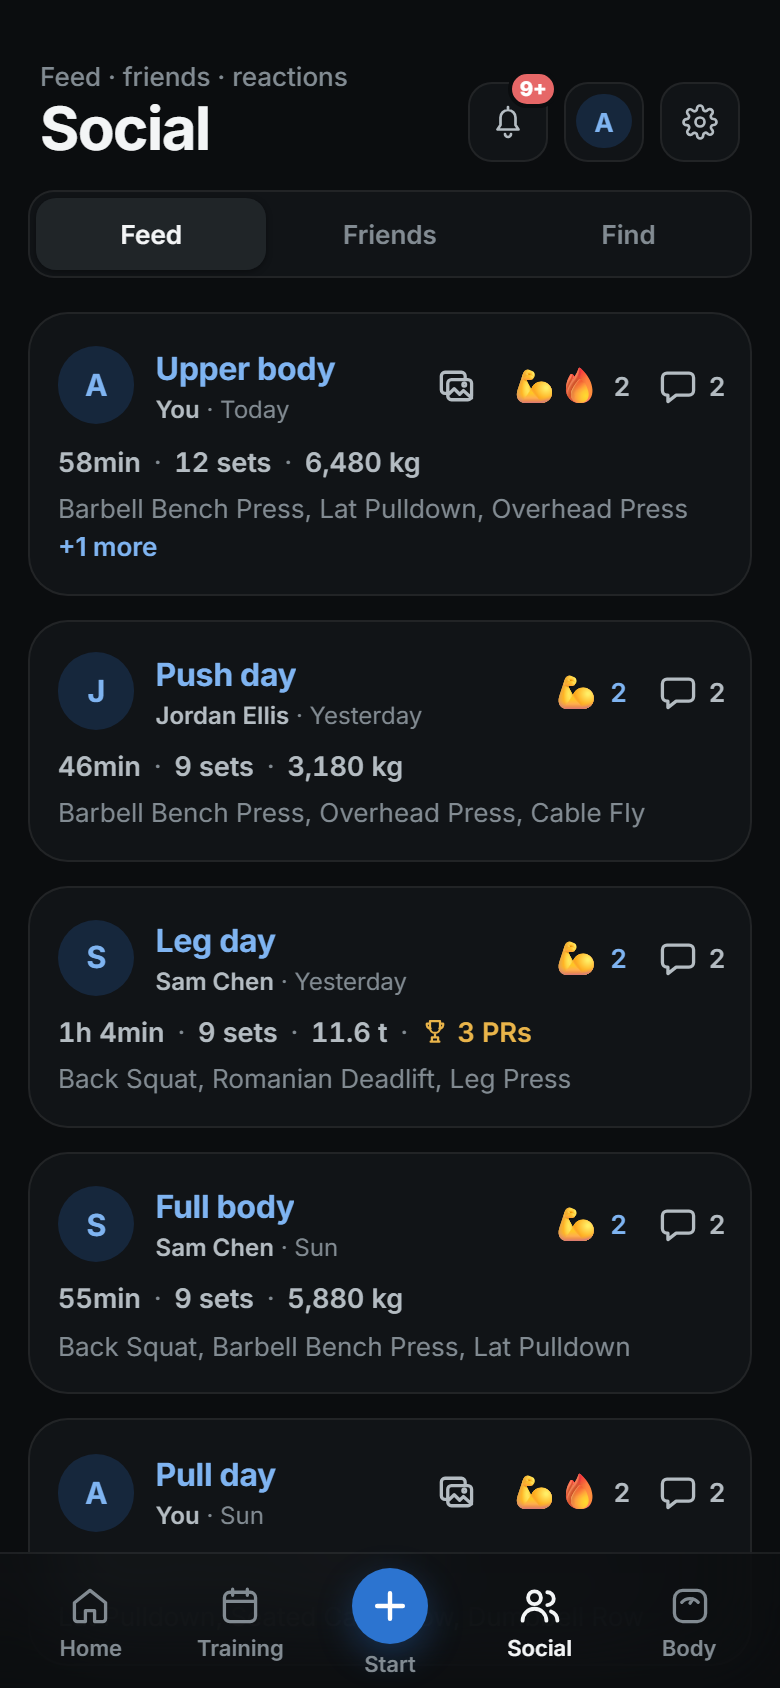 Feed · friends · reactions
Social
9+
A
Feed
Friends
Find
A
Upper body
You · Today
2
2
58min · 12 sets · 6,480 kg
Barbell Bench Press, Lat Pulldown, Overhead Press
+1 more
J
Push day
Jordan Ellis · Yesterday
2
2
46min · 9 sets · 3,180 kg
Barbell Bench Press, Overhead Press, Cable Fly
S
Leg day
Sam Chen · Yesterday
2
2
1h 4min · 9 sets · 11.6 t · 3 PRs
Back Squat, Romanian Deadlift, Leg Press
S
Full body
Sam Chen · Sun
2
2
55min · 9 sets · 5,880 kg
Back Squat, Barbell Bench Press, Lat Pulldown
A
Pull day
You · Sun
2
2
Home
Training
Start
Social
Body